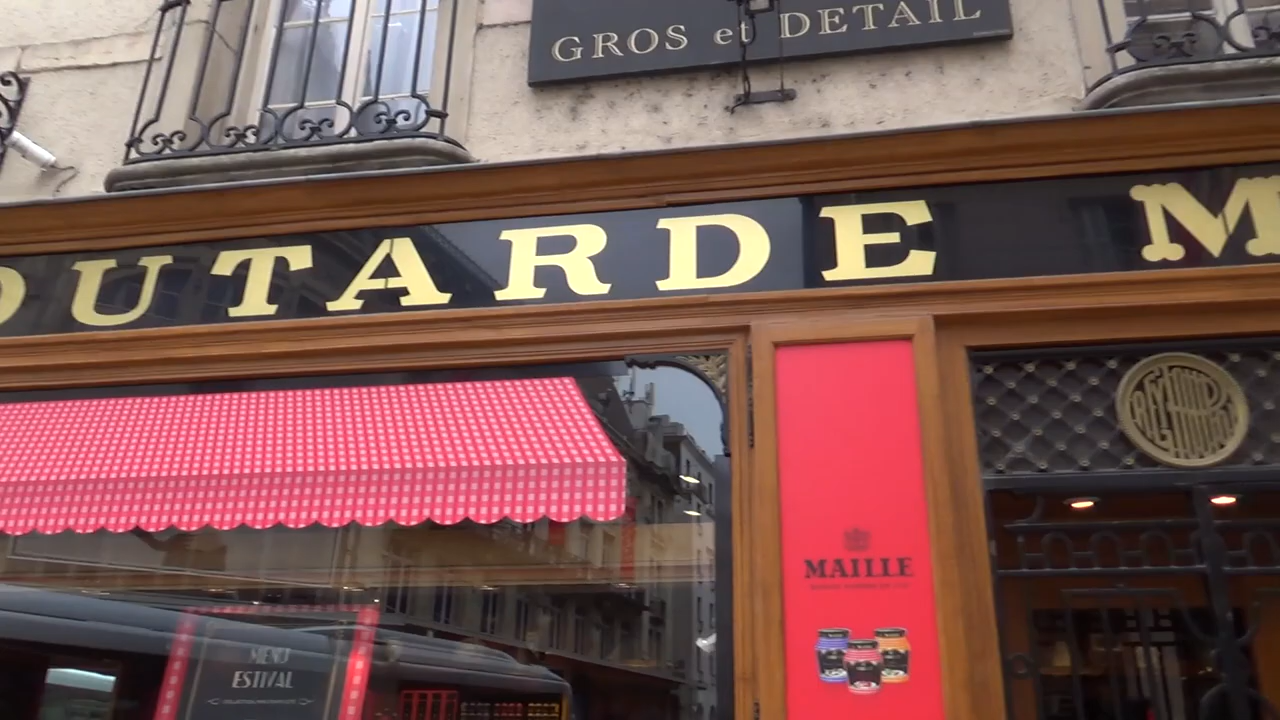 GROS et DETAIL
OUTARDE M
MAILLE
MENU
ESTIVAL